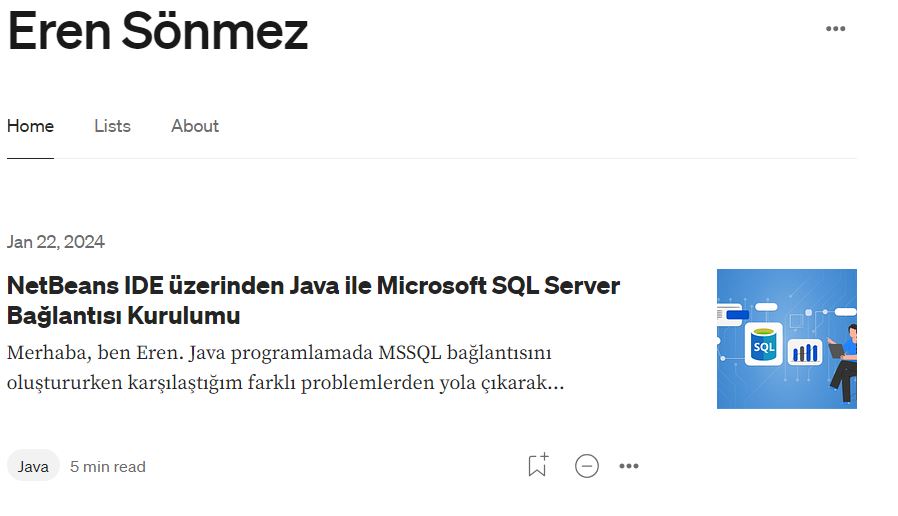 Eren Sönmez
Home Lists About
Jan 22, 2024
NetBeans IDE üzerinden Java ile Microsoft SQL Server
Bağlantısı Kurulumu
Merhaba, ben Eren. Java programlamada MSSQL bağlantısını
oluştururken karşılaştığım farklı problemlerden yola çıkarak…
SQL
Java 5 min read